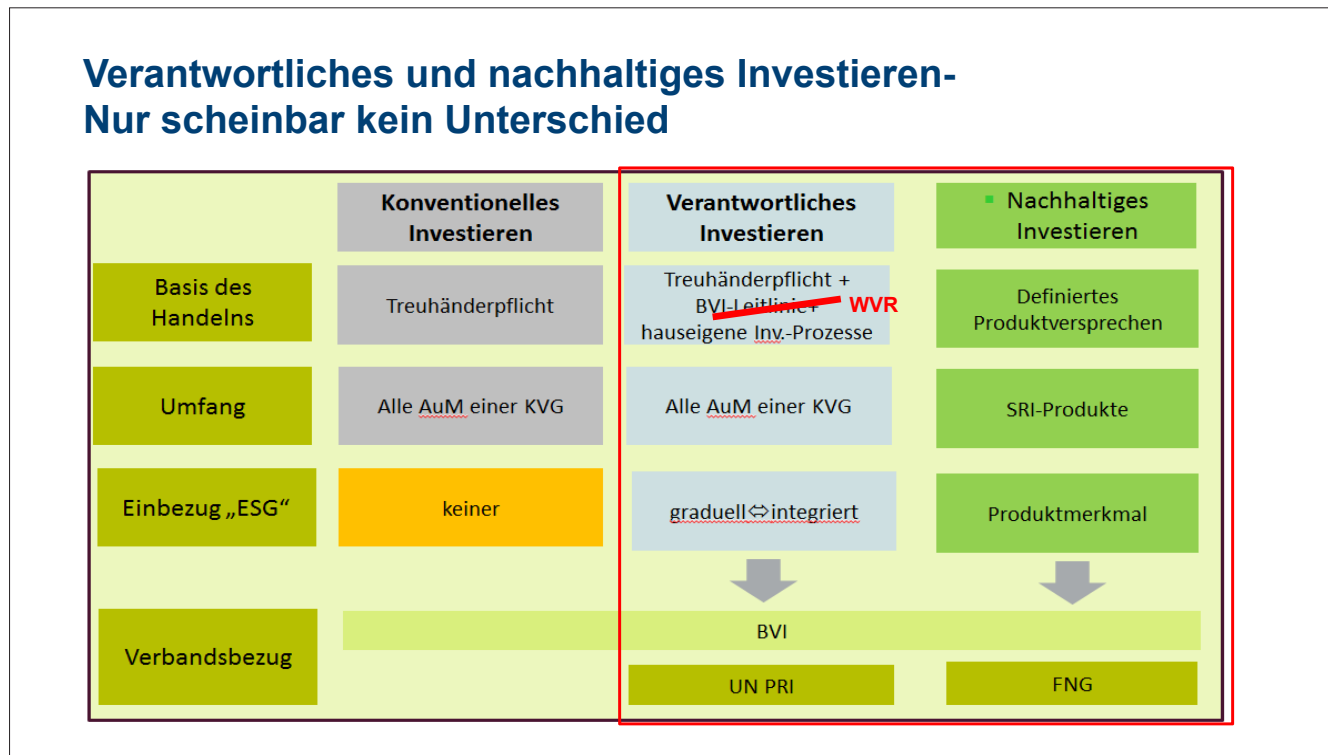 Verantwortliches und nachhaltiges Investieren-
Nur scheinbar kein Unterschied
Konventionelles
Investieren
Verantwortliches
Investieren
Nachhaltiges
Investieren
Basis des
Handelns
Treuhänderpflicht
Treuhänderpflicht +
BVI-Leitlinie+
hauseigene Inv.-Prozesse
WVR
Definiertes
Produktversprechen
Umfang
Alle AuM einer KVG
Alle AuM einer KVG
SRI-Produkte
Einbezug „ESG“
keiner
graduell⇔integriert
Produktmerkmal
Verbandsbezug
BVI
UN PRI
FNG